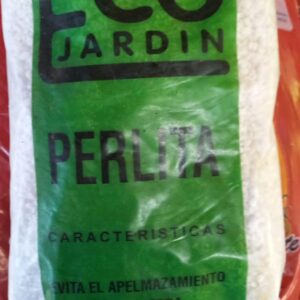 ECO
JARDIN
PERLITA
CARACTERISTICAS
EVITA EL APELMAZAMIENTO